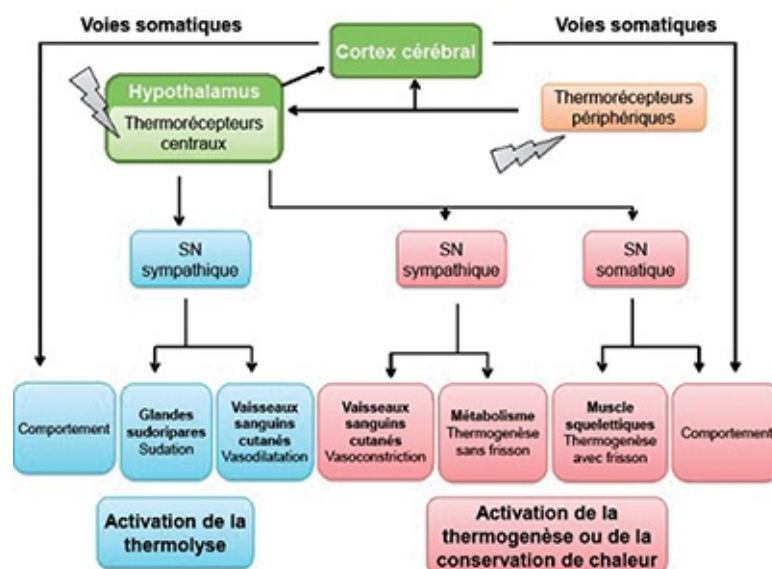 Voies somatiques
Voies somatiques
Cortex cérébral
Hypothalamus
Thermorécepteurs
centraux
Thermorécepteurs
périphériques
SN
sympathique
SN
sympathique
SN
somatique
Comportement
Glandes
sudoripares
Sudation
Vaisseaux
sanguins
cutanés
Vasodilatation
Vaisseaux
sanguins
cutanés
Vasoconstriction
Métabolisme
Thermogenèse
sans frisson
Muscle
squelettiques
Thermogenèse
avec frisson
Comportement
Activation de la
thermolyse
Activation de la
thermogenèse ou de la
conservation de chaleur